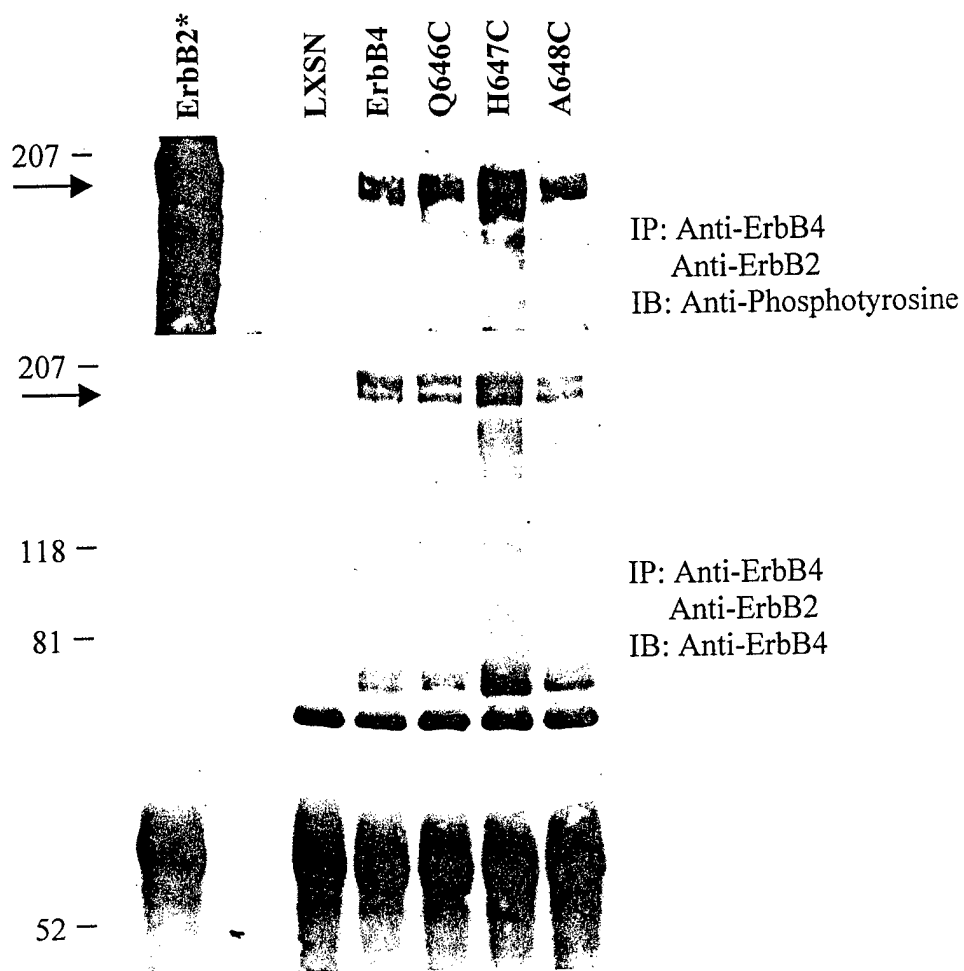 ErbB2*
LXSN
ErbB4
Q646C
H647C
A648C
207 –
IP: Anti-ErbB4
Anti-ErbB2
IB: Anti-Phosphotyrosine
207 –
118 –
IP: Anti-ErbB4
Anti-ErbB2
81 –
IB: Anti-ErbB4
52 –